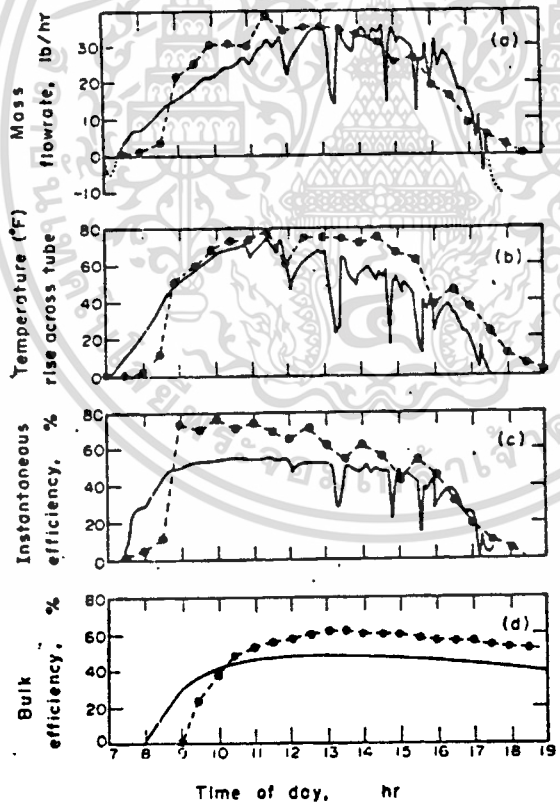 Mass
flowrate, lb/hr
30
20
10
0
-10
(a)
Temperature (°F)
rise across tube
80
60
40
20
0
(b)
Instantaneous
efficiency, %
80
60
40
20
0
(c)
Bulk
efficiency, %
80
60
40
20
0
(d)
7 8 9 10 11 12 13 14 15 16 17 18 19
Time of day, hr